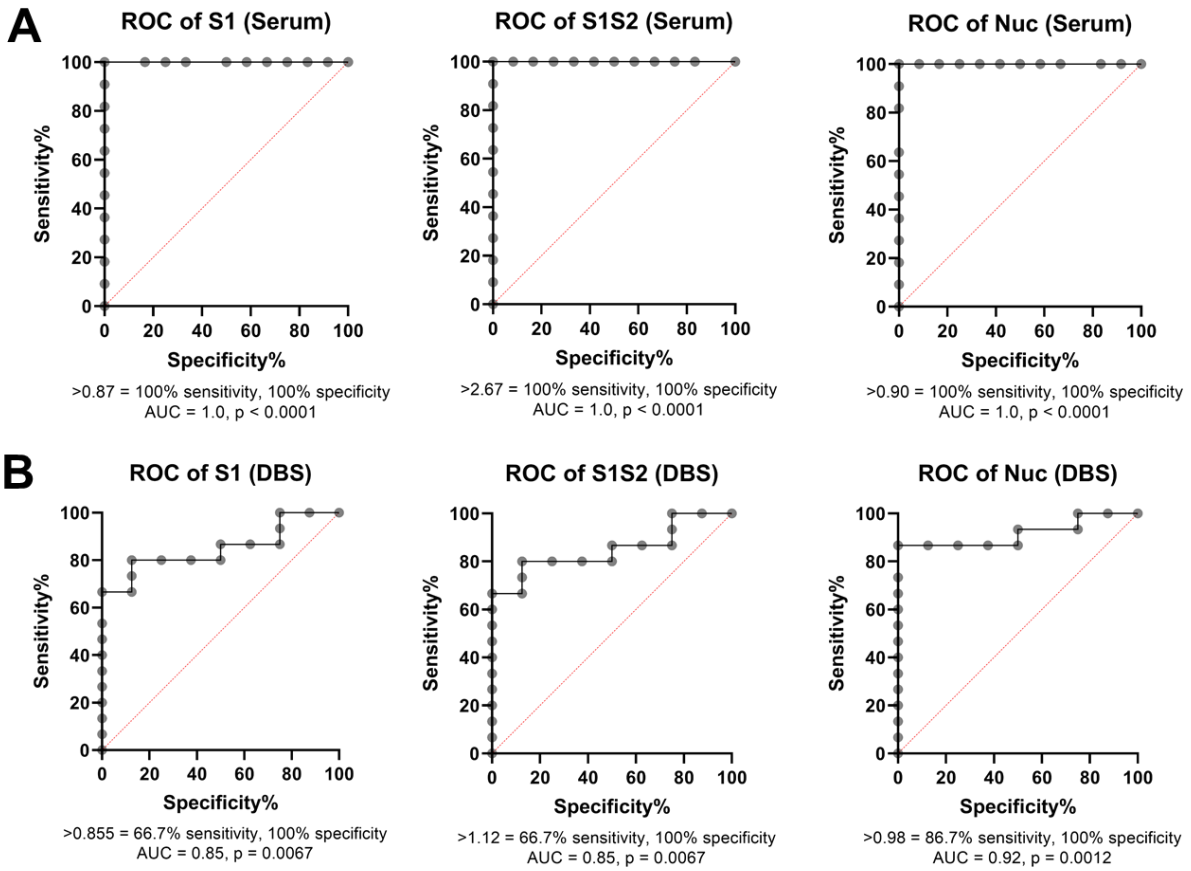 A
ROC of S1 (Serum)
100
80
60
40
20
0
Sensitivity%
0 20 40 60 80 100
Specificity%
>0.87 = 100% sensitivity, 100% specificity
AUC = 1.0, p < 0.0001
ROC of S1S2 (Serum)
100
80
60
40
20
0
Sensitivity%
0 20 40 60 80 100
Specificity%
>2.67 = 100% sensitivity, 100% specificity
AUC = 1.0, p < 0.0001
ROC of Nuc (Serum)
100
80
60
40
20
0
Sensitivity%
0 20 40 60 80 100
Specificity%
>0.90 = 100% sensitivity, 100% specificity
AUC = 1.0, p < 0.0001
B
ROC of S1 (DBS)
100
80
60
40
20
0
Sensitivity%
0 20 40 60 80 100
Specificity%
>0.855 = 66.7% sensitivity, 100% specificity
AUC = 0.85, p = 0.0067
ROC of S1S2 (DBS)
100
80
60
40
20
0
Sensitivity%
0 20 40 60 80 100
Specificity%
>1.12 = 66.7% sensitivity, 100% specificity
AUC = 0.85, p = 0.0067
ROC of Nuc (DBS)
100
80
60
40
20
0
Sensitivity%
0 20 40 60 80 100
Specificity%
>0.98 = 86.7% sensitivity, 100% specificity
AUC = 0.92, p = 0.0012